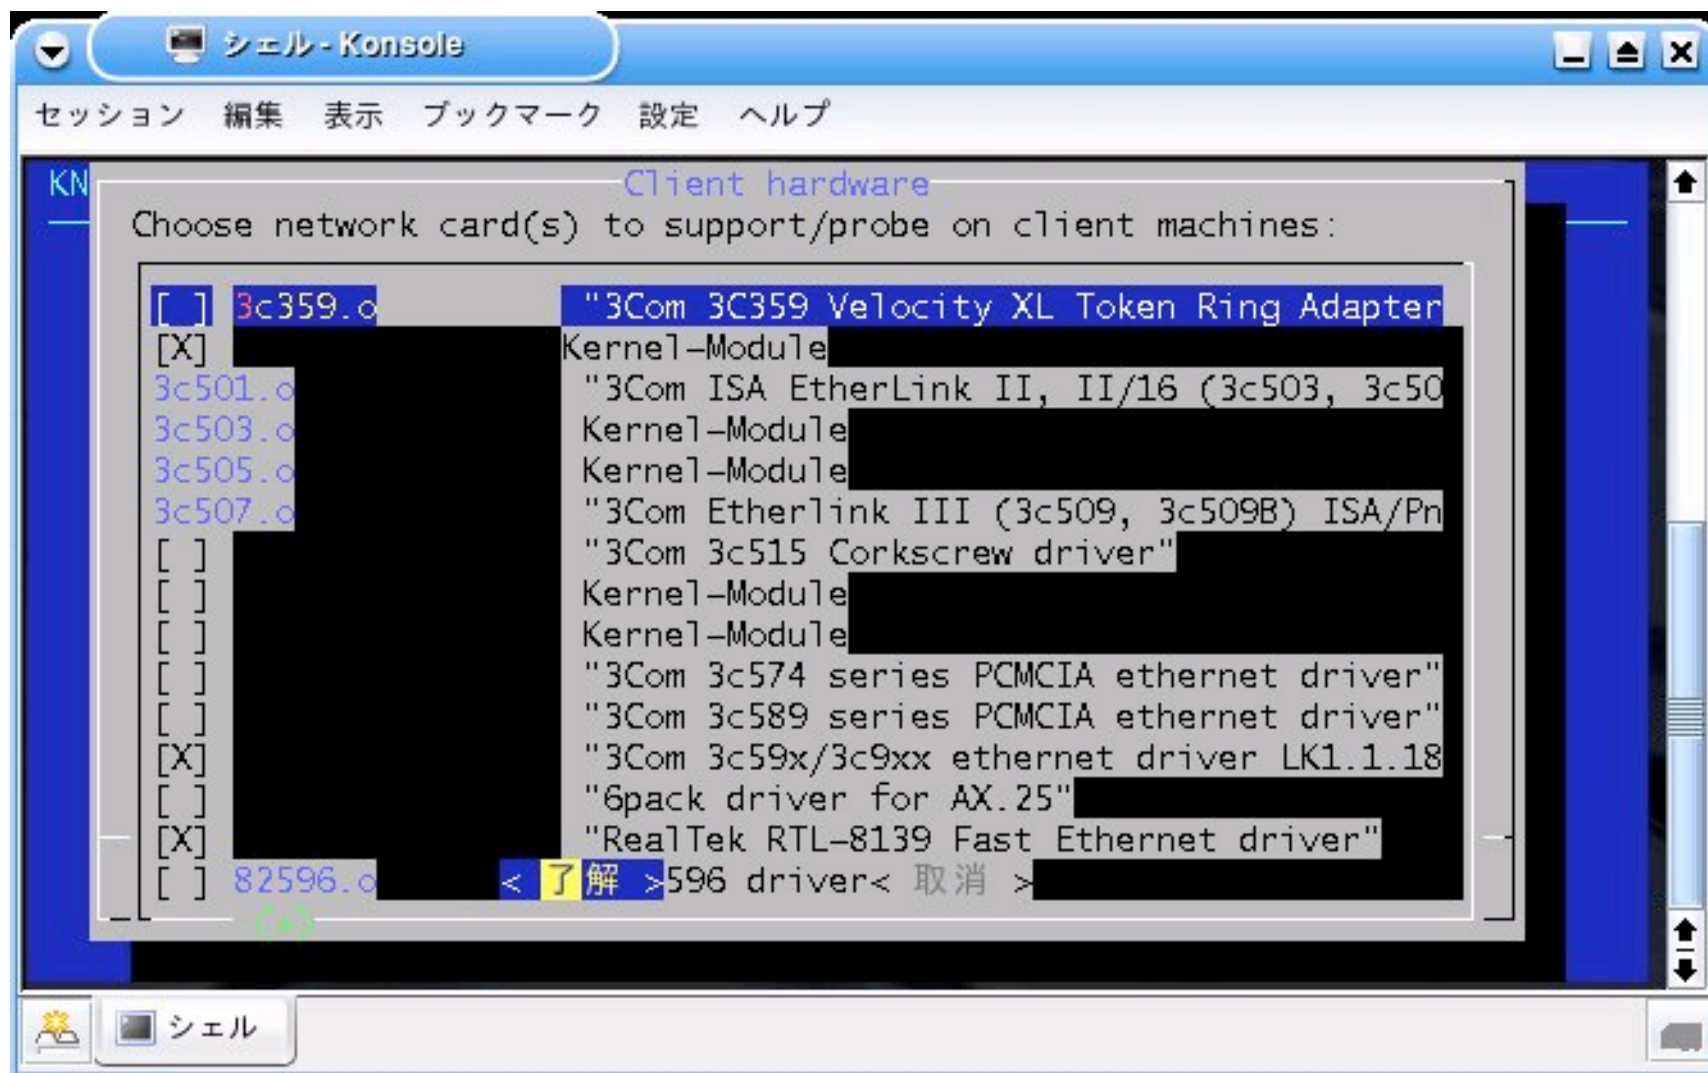 シェル - Konsole
セッション 編集 表示 ブックマーク 設定 ヘルプ
KN
Client hardware
Choose network card(s) to support/probe on client machines:
[ ] 3c359.o "3Com 3C359 Velocity XL Token Ring Adapter
[X] Kernel-Module
3c501.o "3Com ISA EtherLink II, II/16 (3c503, 3c50
3c503.o Kernel-Module
3c505.o Kernel-Module
3c507.o "3Com Etherlink III (3c509, 3c509B) ISA/Pn
[ ] "3Com 3c515 Corkscrew driver"
[ ] Kernel-Module
[ ] Kernel-Module
[ ] "3Com 3c574 series PCMCIA ethernet driver"
[ ] "3Com 3c589 series PCMCIA ethernet driver"
[X] "3Com 3c59x/3c9xx ethernet driver LK1.1.18
[ ] "6pack driver for AX.25"
[X] "RealTek RTL-8139 Fast Ethernet driver"
[ ] 82596.o < 了解 >596 driver< 取消 >
(+)
シェル